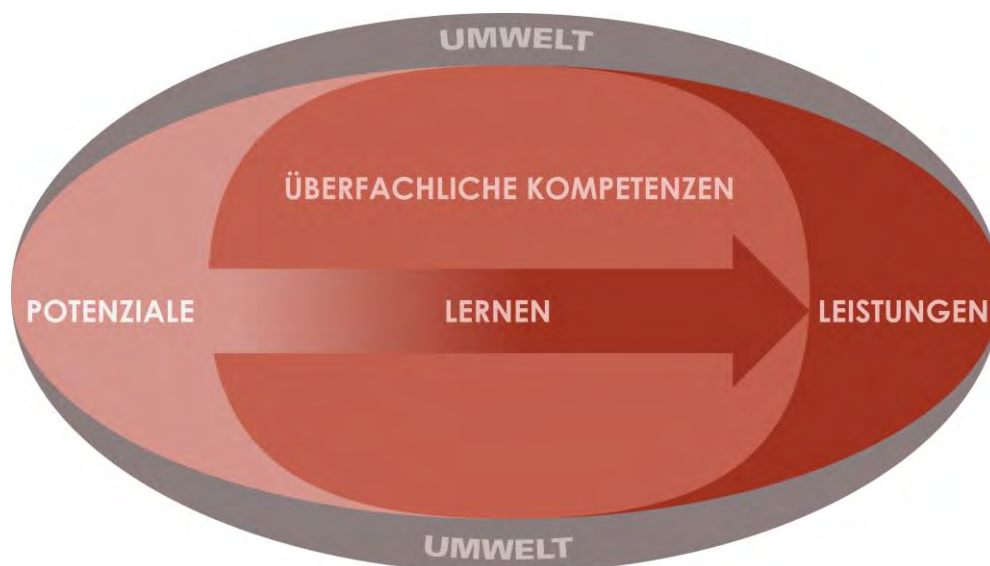 UMWELT
ÜBERFACHLICHE KOMPETENZEN
POTENZIALE LERNEN LEISTUNGEN
UMWELT